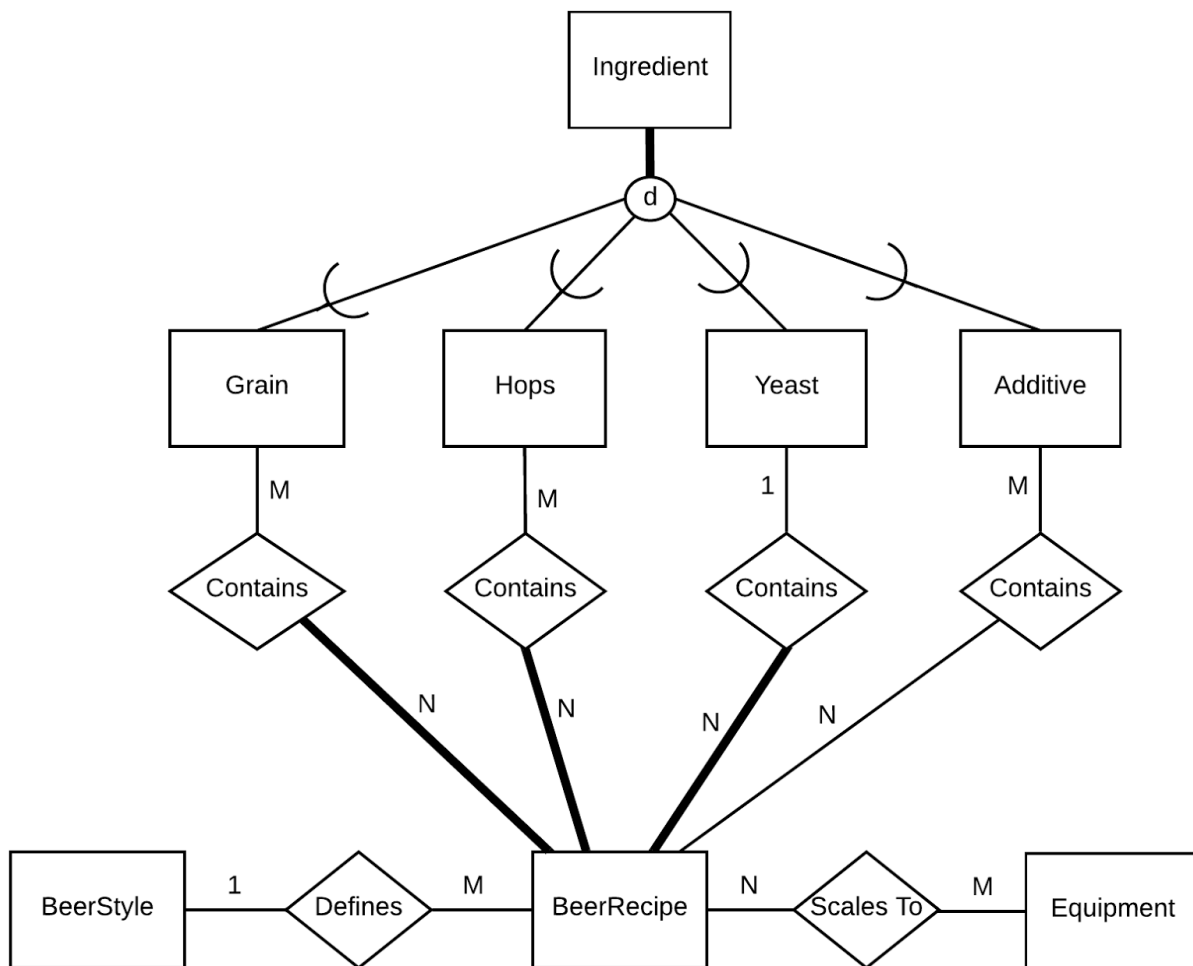 Ingredient
d
Grain
Hops
Yeast
Additive
M
M
1
M
Contains
Contains
Contains
Contains
N
N
N
N
BeerStyle
1
Defines
M
BeerRecipe
N
Scales To
M
Equipment